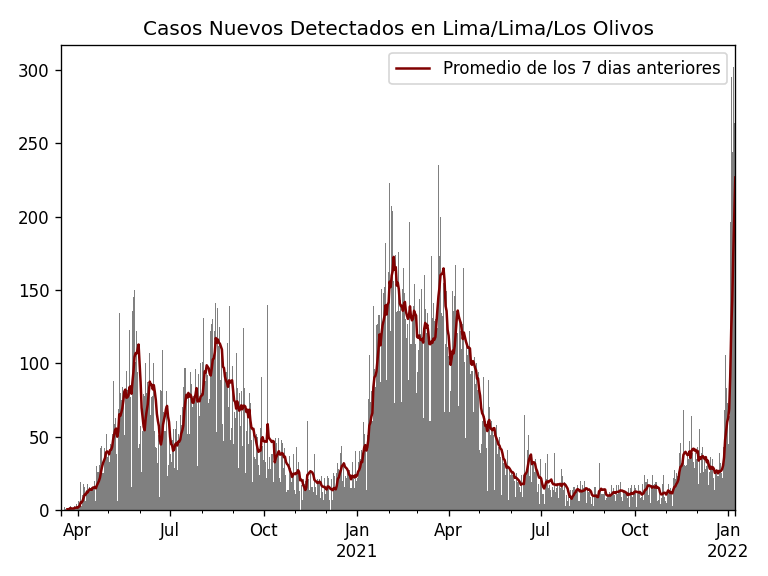 Casos Nuevos Detectados en Lima/Lima/Los Olivos
Promedio de los 7 dias anteriores
300
250
200
150
100
50
0
Apr Jul Oct Jan Apr Jul Oct Jan
2021 2022